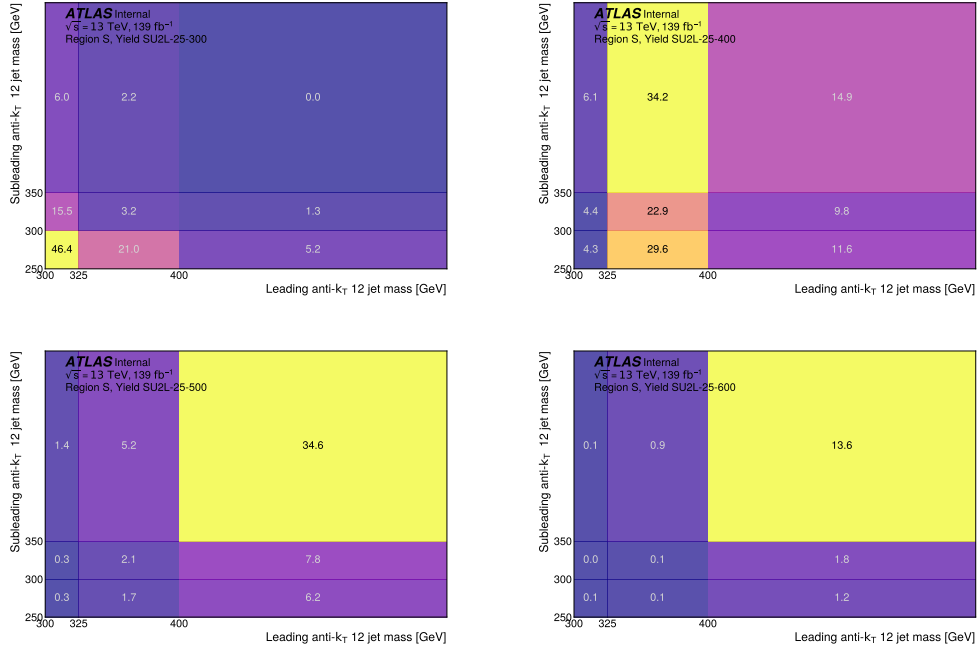 Subleading anti-k_T 12 jet mass [GeV]
ATLAS Internal
√s = 13 TeV, 139 fb⁻¹
Region S, Yield SU2L-25-300
6.0 2.2 0.0
350
15.5 3.2 1.3
300
46.4 21.0 5.2
250
300 325 400
Leading anti-k_T 12 jet mass [GeV]
Subleading anti-k_T 12 jet mass [GeV]
ATLAS Internal
√s = 13 TeV, 139 fb⁻¹
Region S, Yield SU2L-25-400
6.1 34.2 14.9
350
4.4 22.9 9.8
300
4.3 29.6 11.6
250
300 325 400
Leading anti-k_T 12 jet mass [GeV]
Subleading anti-k_T 12 jet mass [GeV]
ATLAS Internal
√s = 13 TeV, 139 fb⁻¹
Region S, Yield SU2L-25-500
1.4 5.2 34.6
350
0.3 2.1 7.8
300
0.3 1.7 6.2
250
300 325 400
Leading anti-k_T 12 jet mass [GeV]
Subleading anti-k_T 12 jet mass [GeV]
ATLAS Internal
√s = 13 TeV, 139 fb⁻¹
Region S, Yield SU2L-25-600
0.1 0.9 13.6
350
0.0 0.1 1.8
300
0.1 0.1 1.2
250
300 325 400
Leading anti-k_T 12 jet mass [GeV]